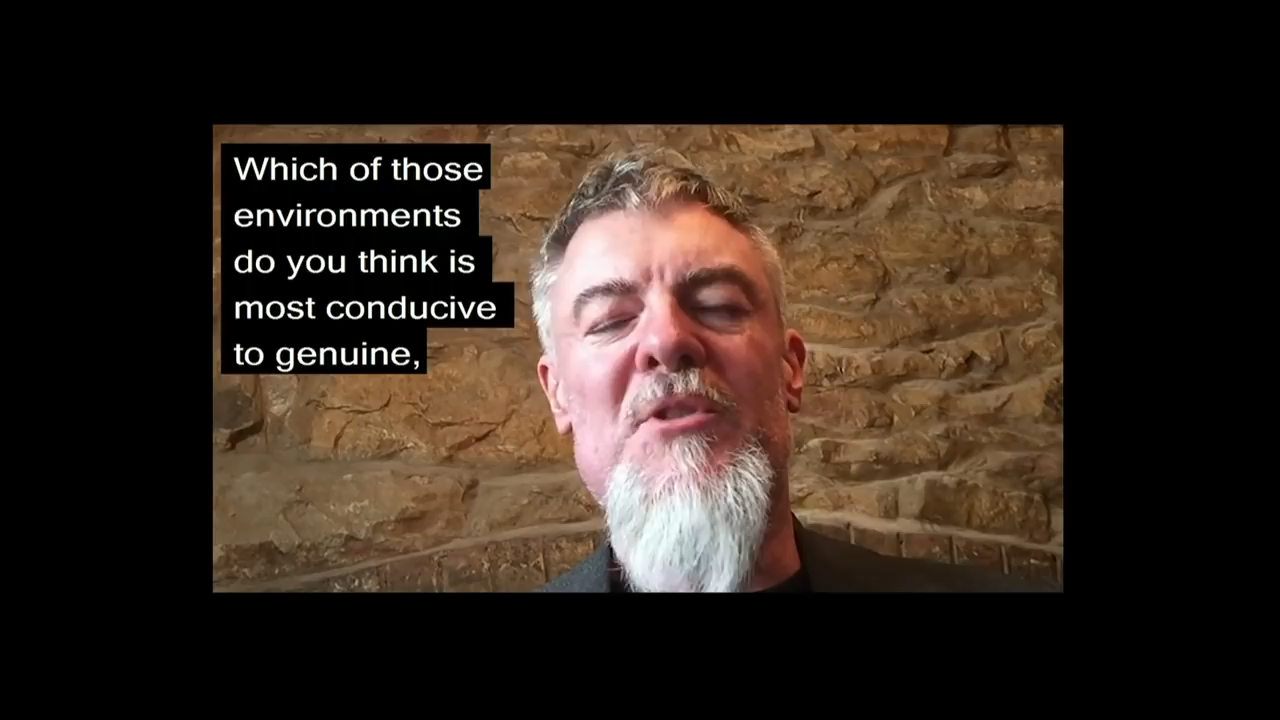 Which of those
environments
do you think is
most conducive
to genuine,